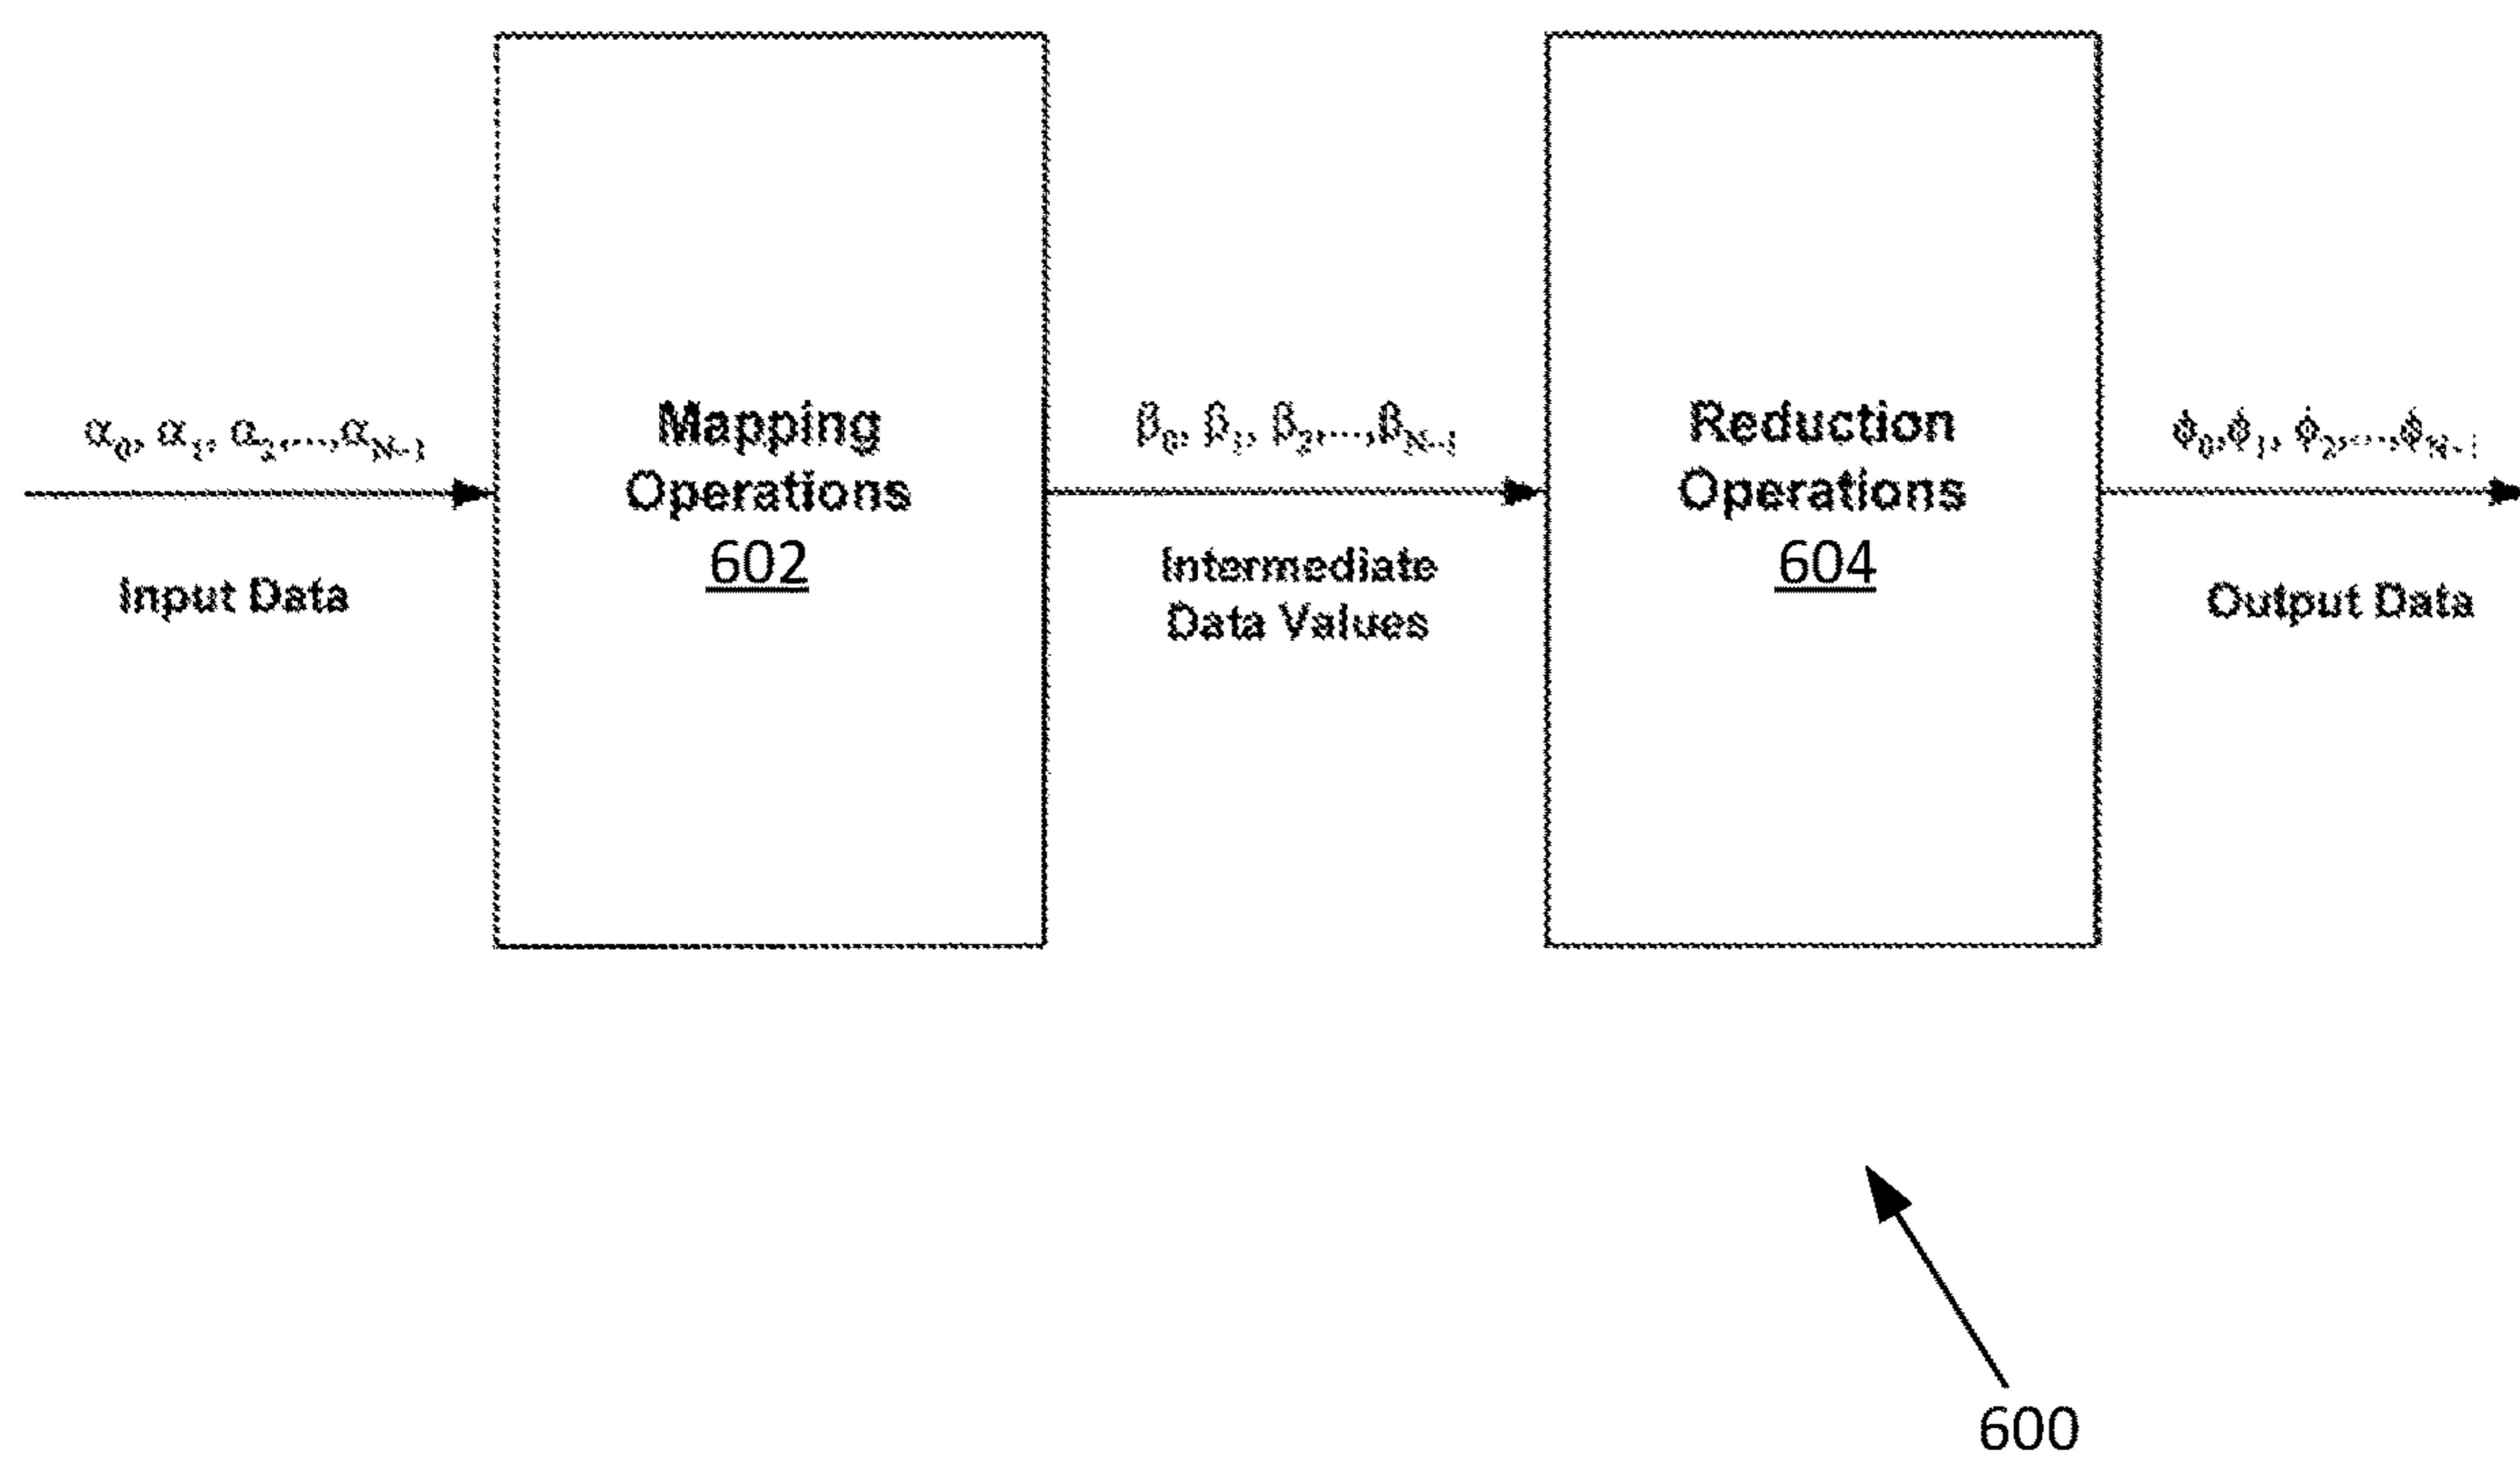 α₀, α₁, α₂,...,αN-1
Input Data
Mapping
Operations
602
β₀, β₁, β₂,...,βN-1
Intermediate
Data Values
Reduction
Operations
604
ϕ₀,ϕ₁, ϕ₂,...,ϕN-1
Output Data
600